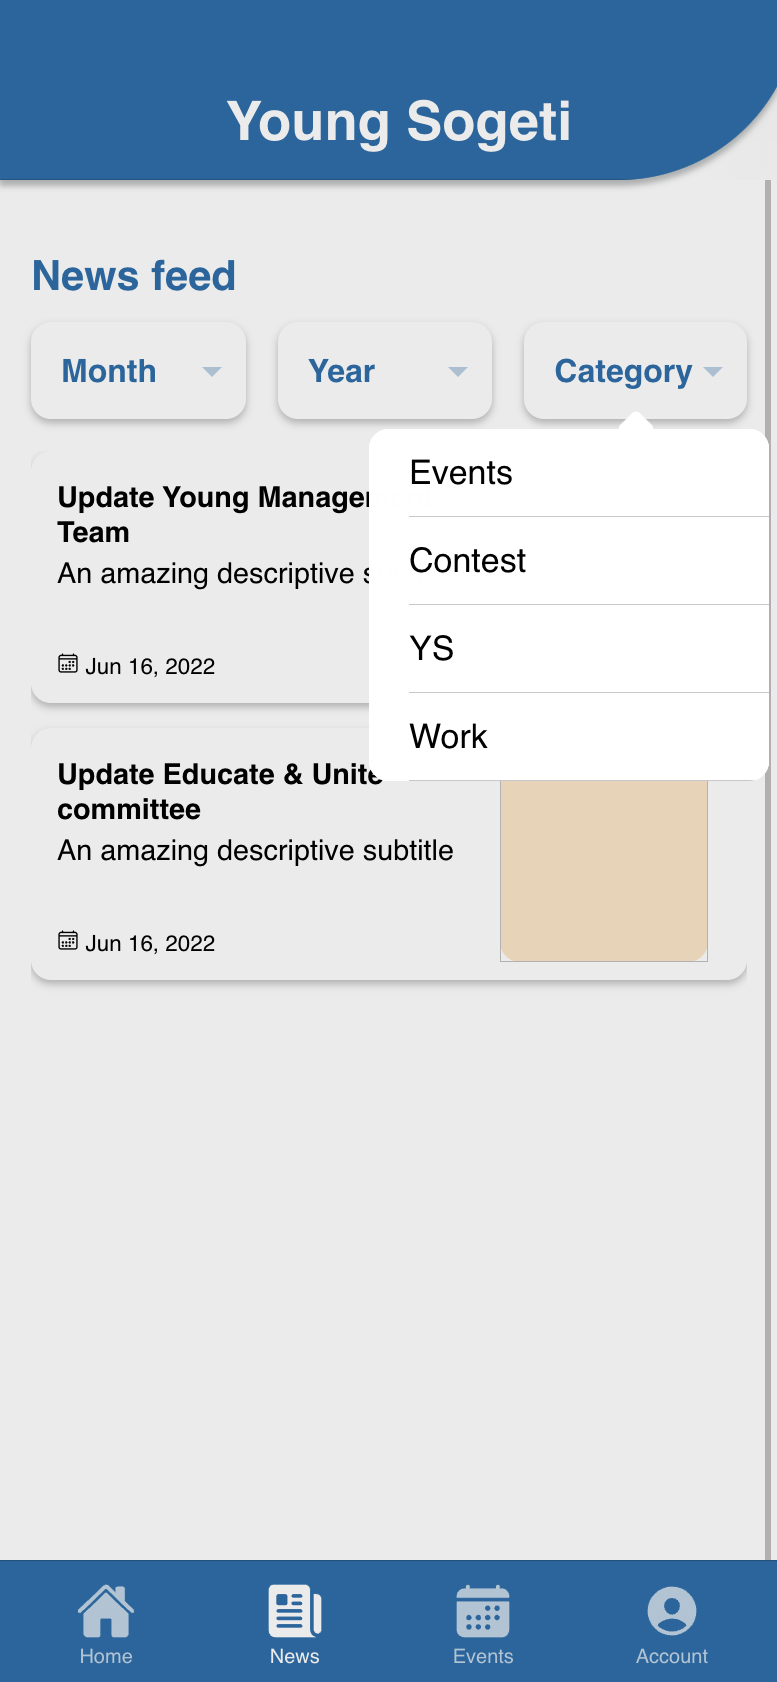 Young Sogeti
News feed
Month
Year
Category
Events
Contest
YS
Work
Update Young
Team
An amazing descriptive
Jun 16, 2022
Update Educate & Unite
committee
An amazing descriptive subtitle
Jun 16, 2022
Home
News
Events
Account